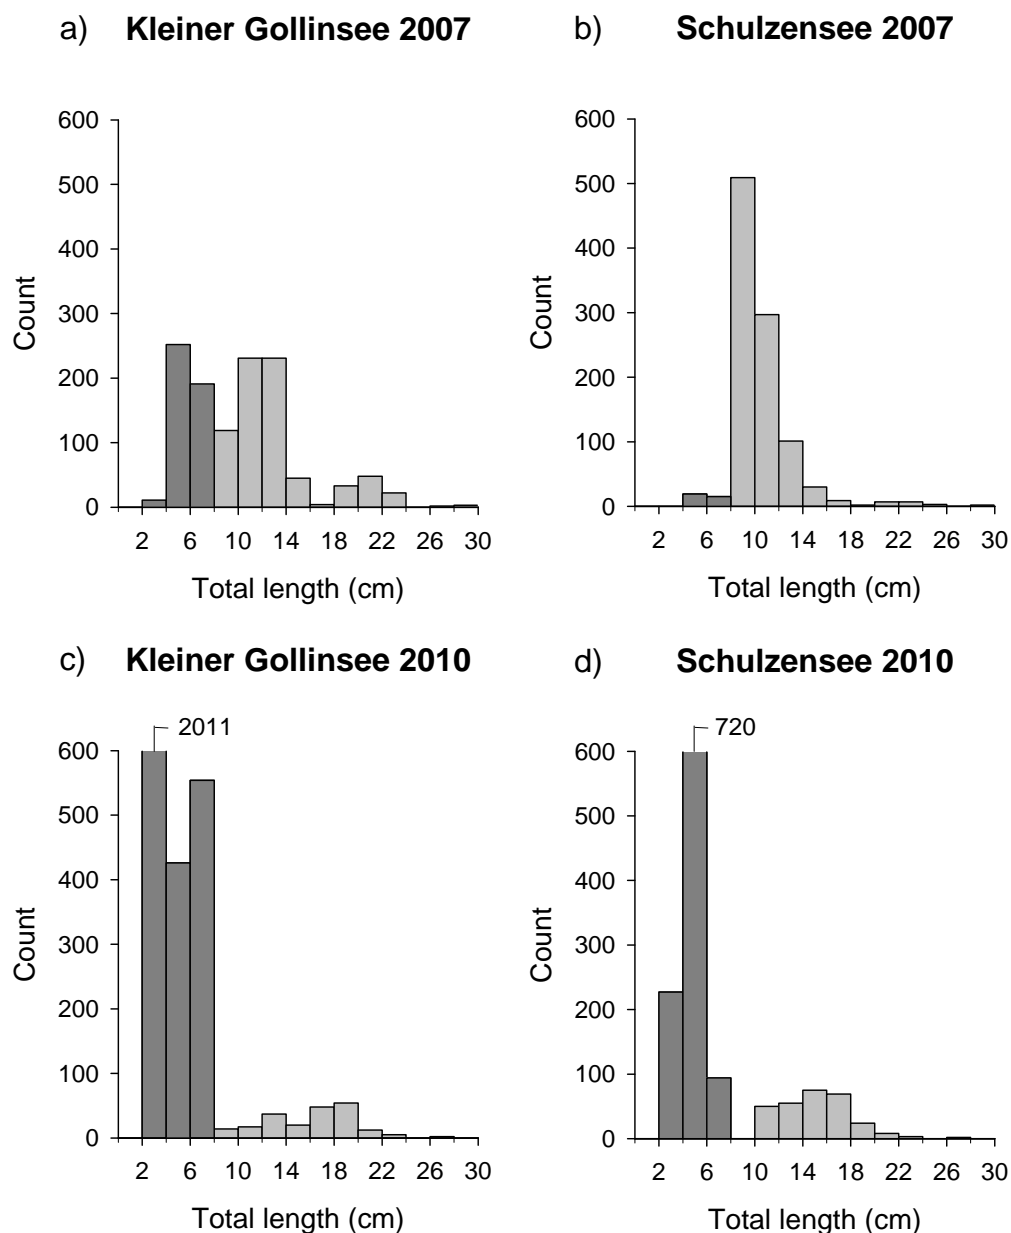 a) Kleiner Gollinsee 2007
600
500
400
300
200
100
0
Count
2 6 10 14 18 22 26 30
Total length (cm)
b) Schulzensee 2007
600
500
400
300
200
100
0
Count
2 6 10 14 18 22 26 30
Total length (cm)
c) Kleiner Gollinsee 2010
2011
600
500
400
300
200
100
0
Count
2 6 10 14 18 22 26 30
Total length (cm)
d) Schulzensee 2010
720
600
500
400
300
200
100
0
Count
2 6 10 14 18 22 26 30
Total length (cm)